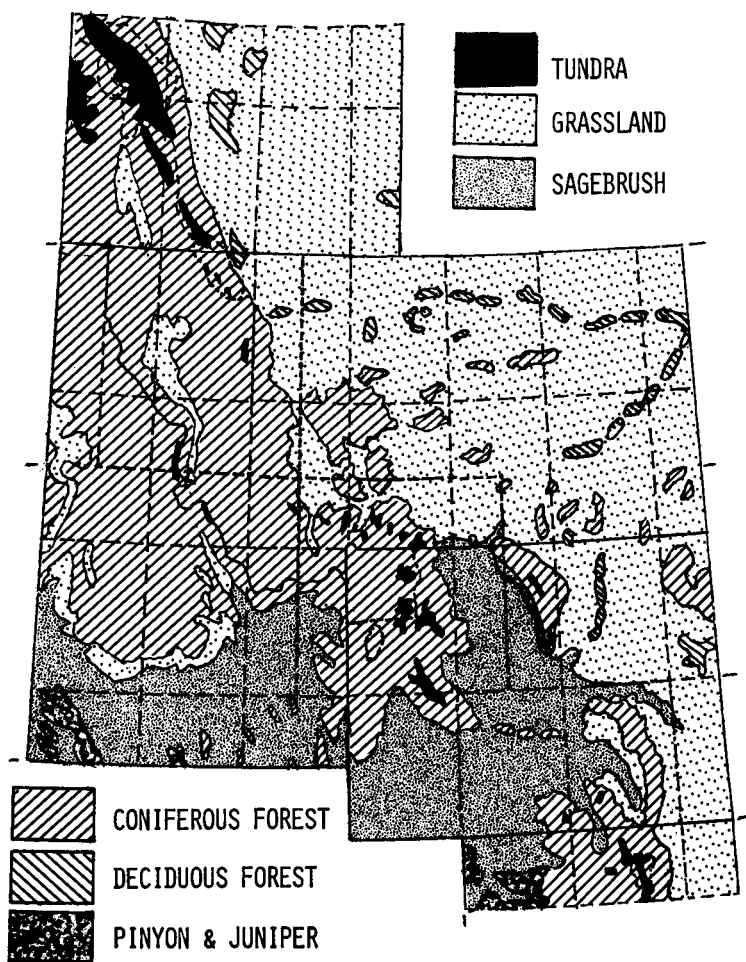 TUNDRA
GRASSLAND
SAGEBRUSH
CONIFEROUS FOREST
DECIDUOUS FOREST
PINYON & JUNIPER